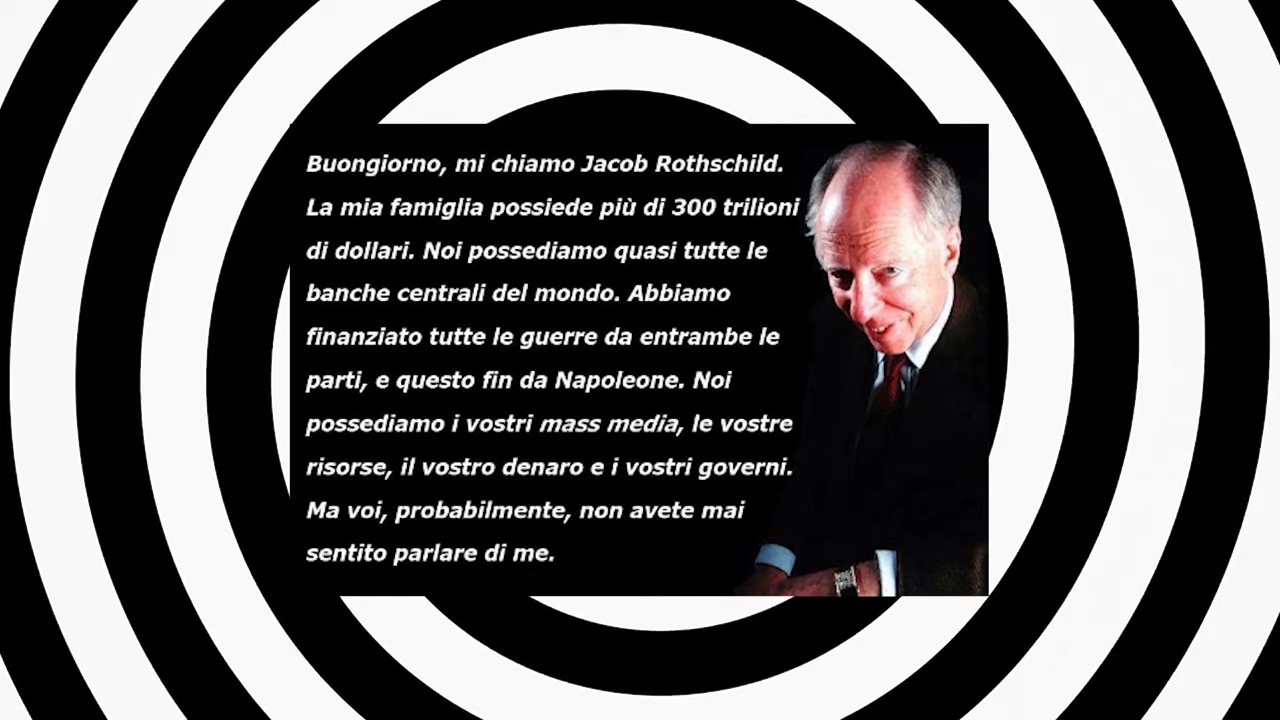 Buongiorno, mi chiamo Jacob Rothschild.
La mia famiglia possiede più di 300 trilioni
di dollari. Noi possediamo quasi tutte le
banche centrali del mondo. Abbiamo
finanziato tutte le guerre da entrambe le
parti, e questo fin da Napoleone. Noi
possediamo i vostri mass media, le vostre
risorse, il vostro denaro e i vostri governi.
Ma voi, probabilmente, non avete mai
sentito parlare di me.